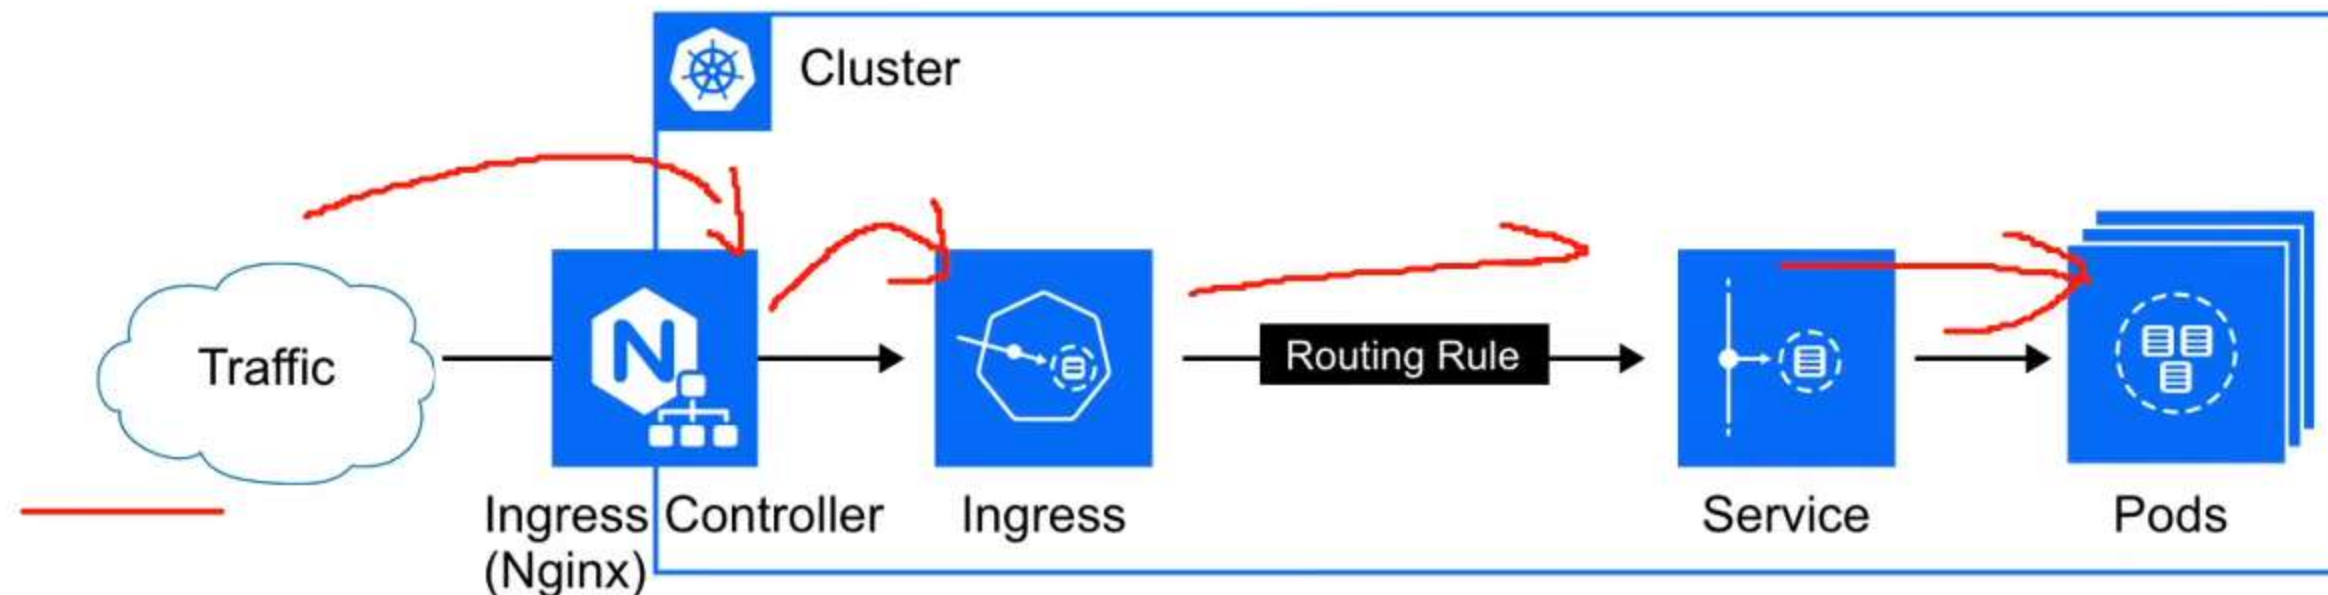 Cluster
Traffic
Routing Rule
Ingress Controller
(Nginx)
Ingress
Service
Pods